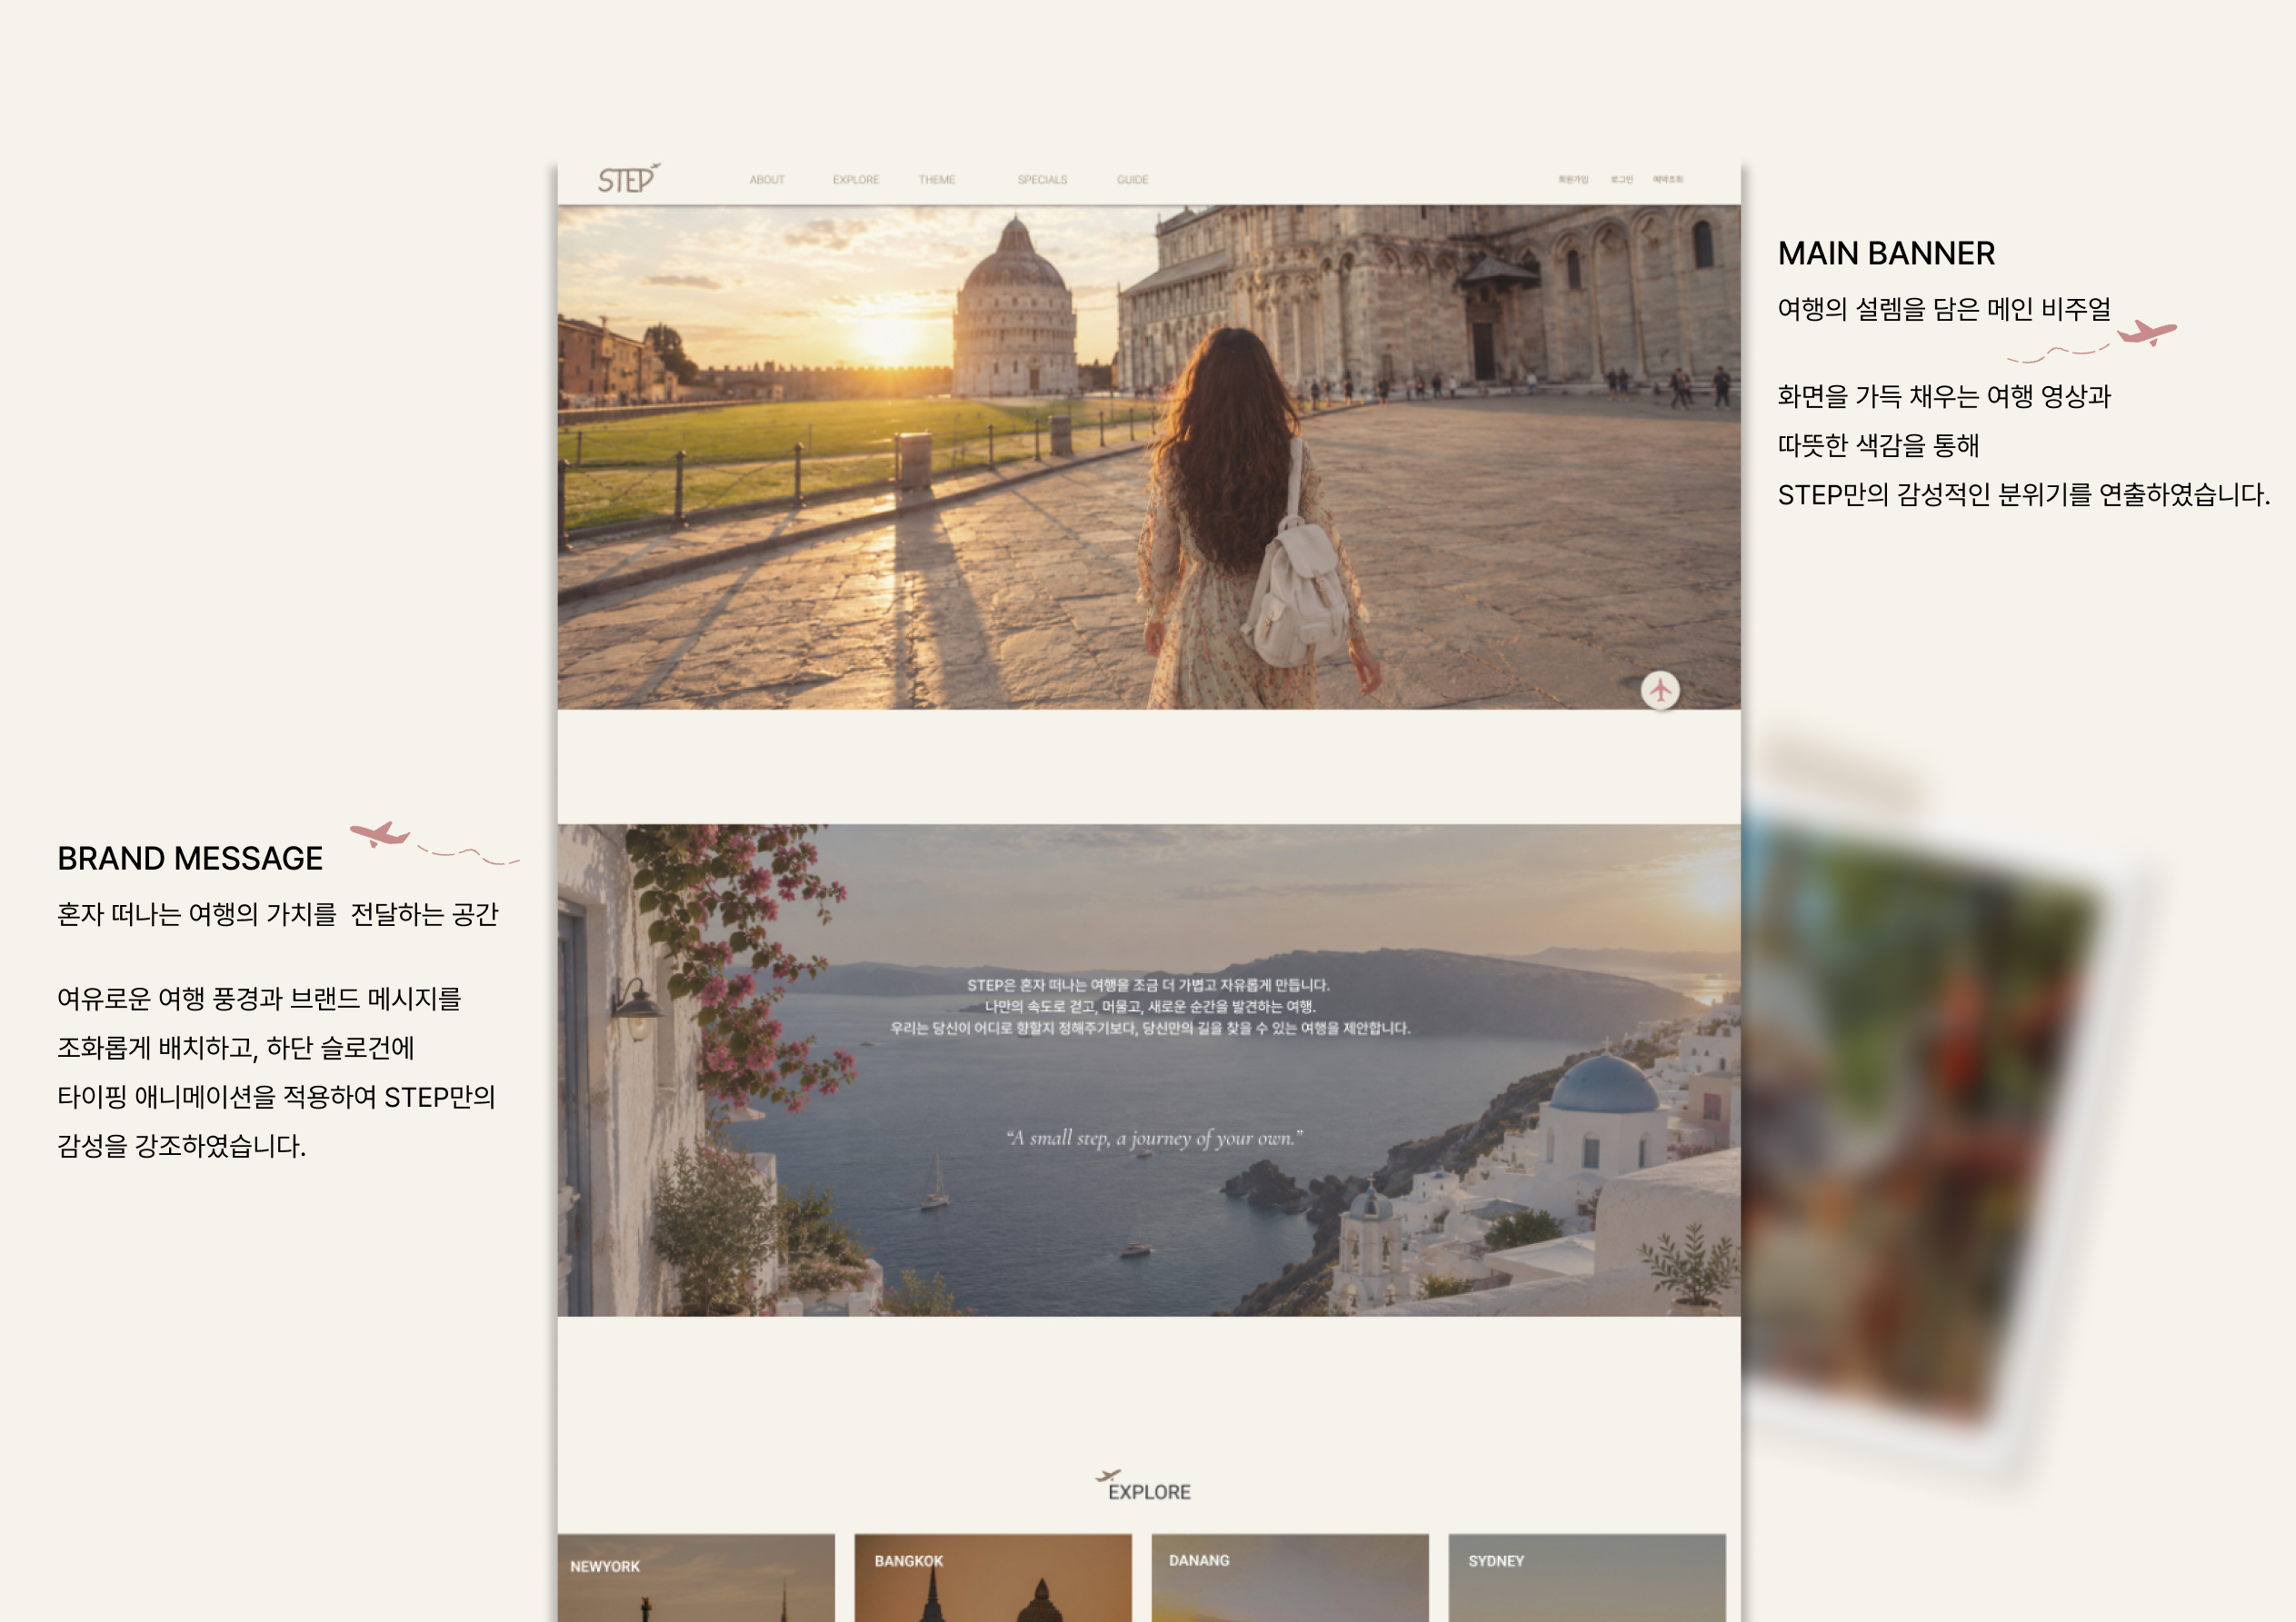 STEP
ABOUT EXPLORE THEME SPECIALS GUIDE 회원가입 로그인 예약조회
MAIN BANNER
여행의 설렘을 담은 메인 비주얼
화면을 가득 채우는 여행 영상과
따뜻한 색감을 통해
STEP만의 감성적인 분위기를 연출하였습니다.
BRAND MESSAGE
혼자 떠나는 여행의 가치를 전달하는 공간
여유로운 여행 풍경과 브랜드 메시지를
조화롭게 배치하고, 하단 슬로건에
타이핑 애니메이션을 적용하여 STEP만의
감성을 강조하였습니다.
STEP은 혼자 떠나는 여행을 조금 더 가볍고 자유롭게 만듭니다.
나만의 속도로 걷고, 머물고, 새로운 순간을 발견하는 여행.
우리는 당신이 어디로 향할지 정해주기보다, 당신만의 길을 찾을 수 있는 여행을 제안합니다.
“A small step, a journey of your own.”
EXPLORE
NEWYORK
BANGKOK
DANANG
SYDNEY